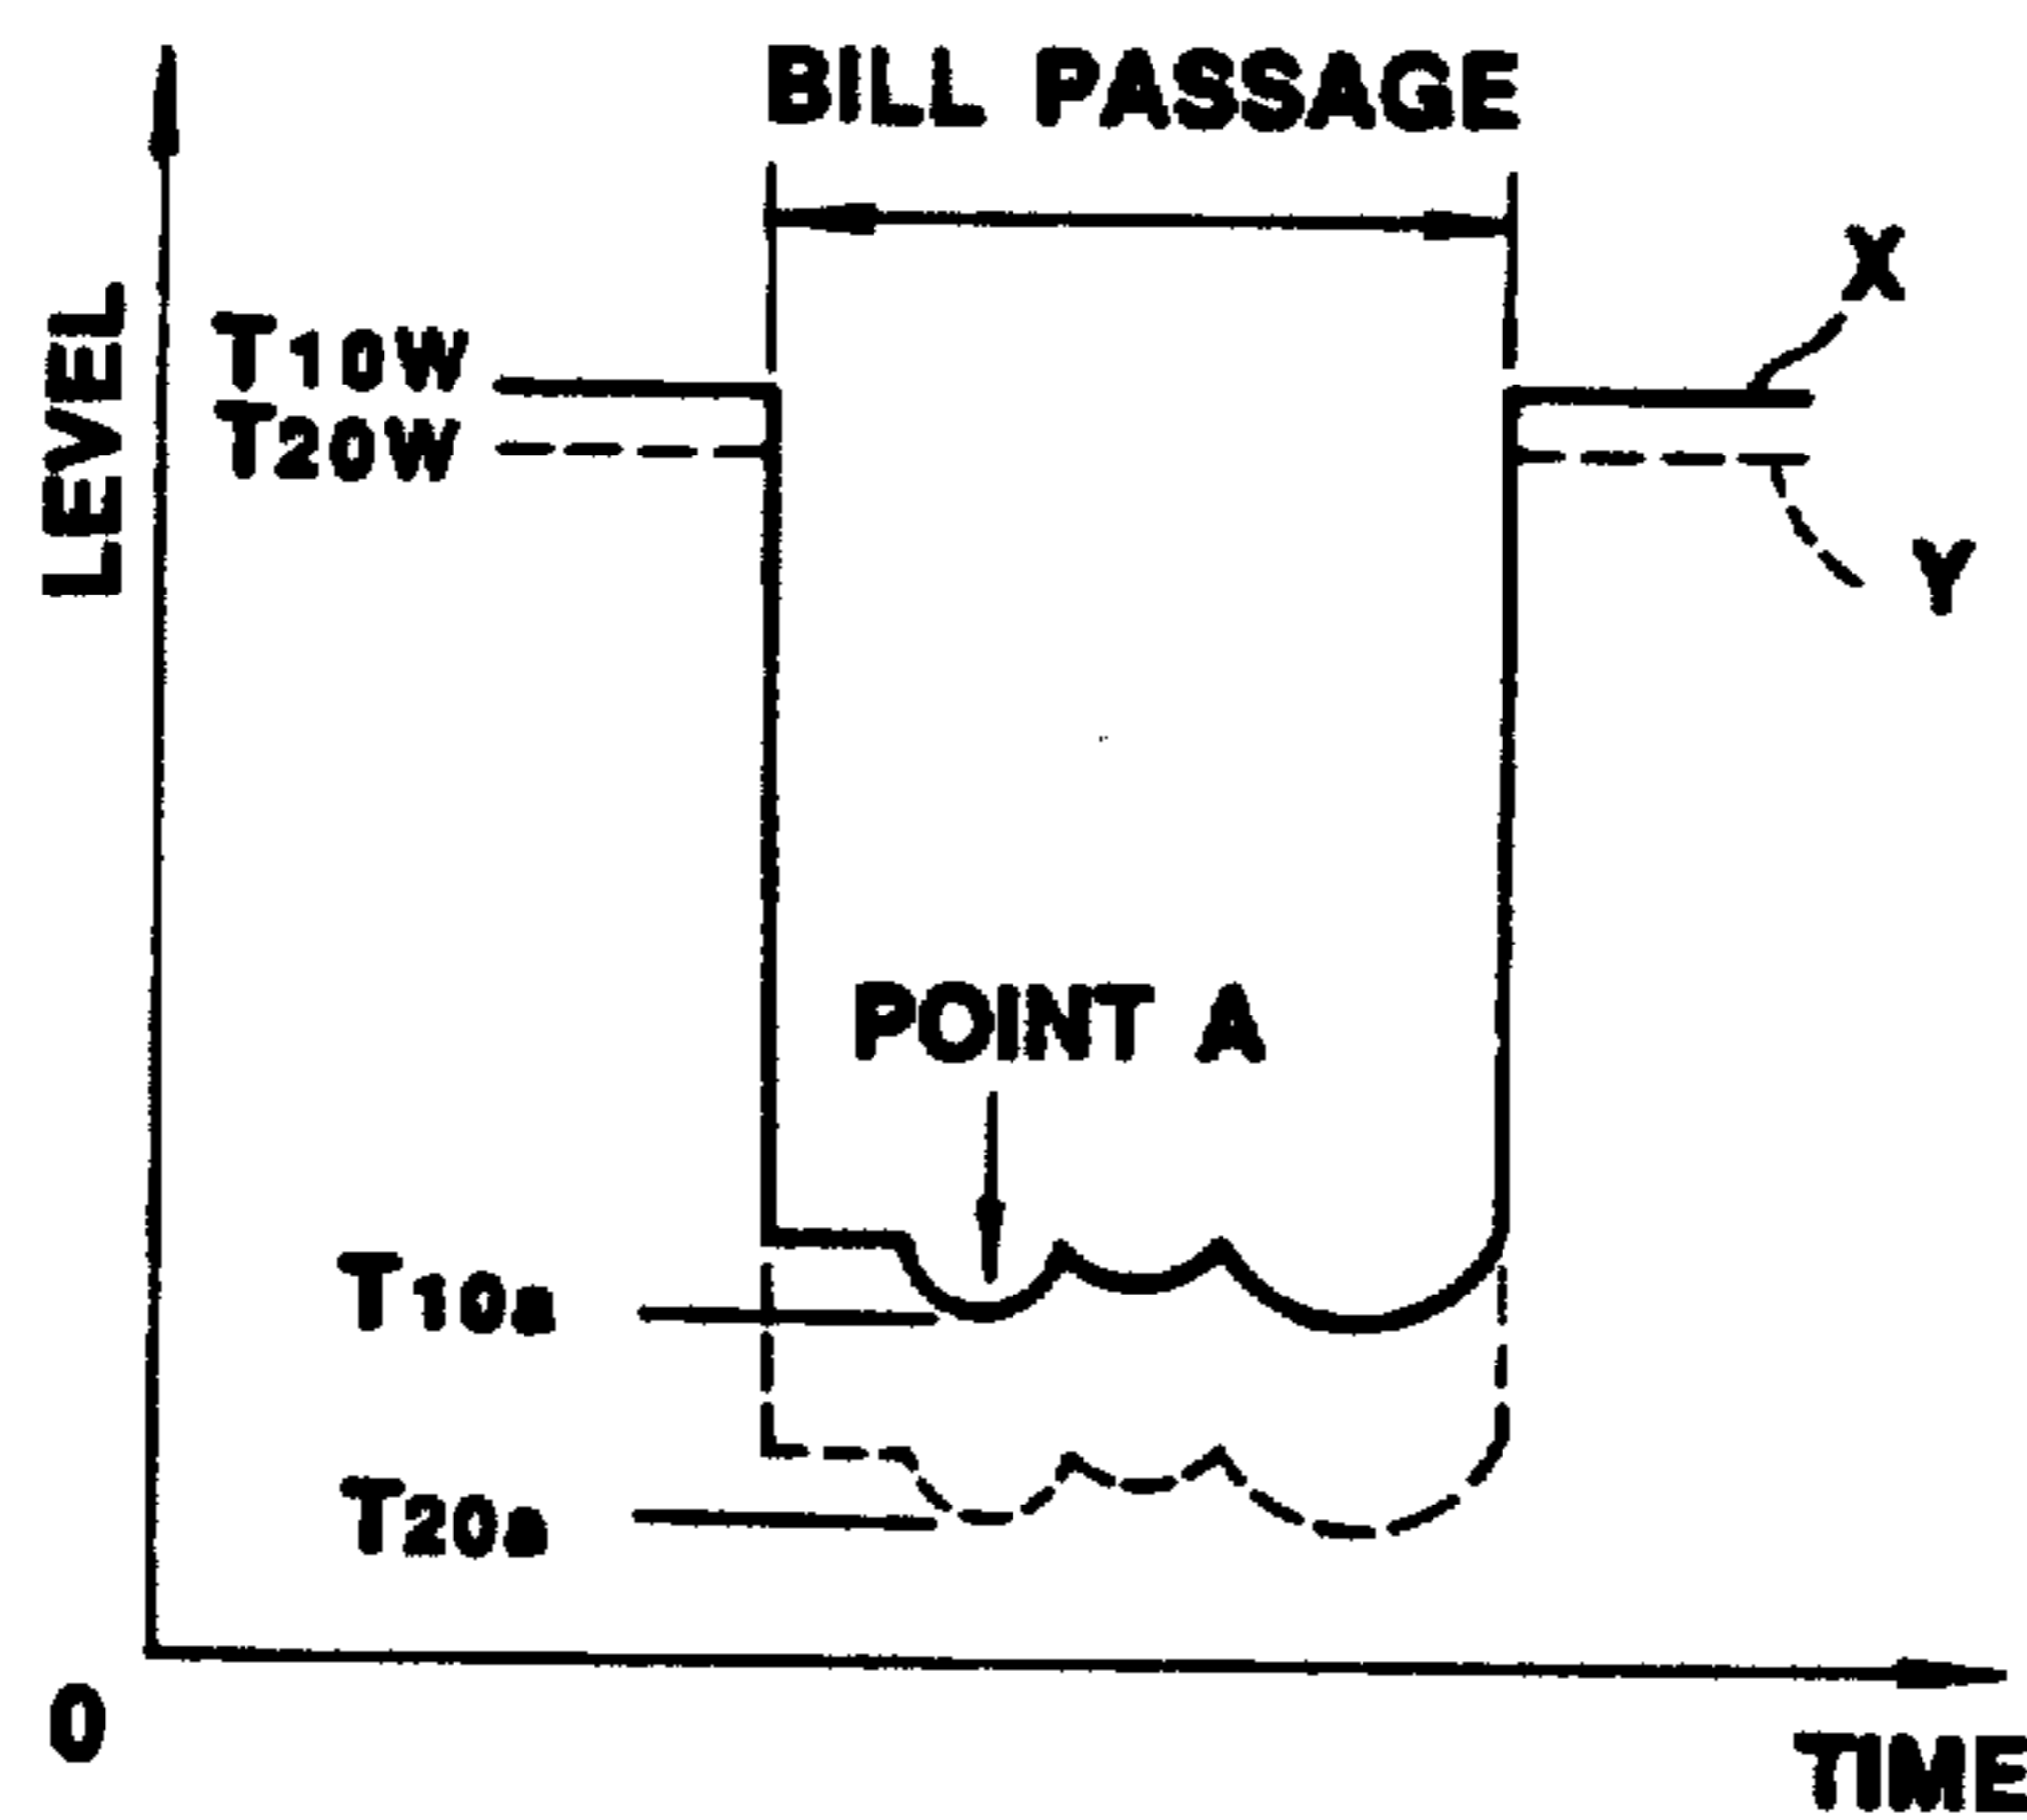 BILL PASSAGE
X
LEVEL
T10W
T20W
Y
POINT A
T10a
T20a
0
TIME